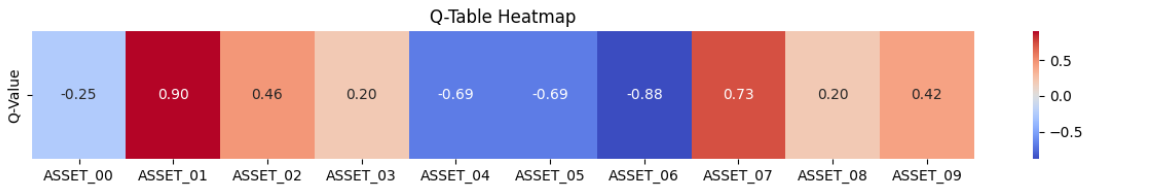 Q-Table Heatmap
Q-Value
-0.25 0.90 0.46 0.20 -0.69 -0.69 -0.88 0.73 0.20 0.42
ASSET_00 ASSET_01 ASSET_02 ASSET_03 ASSET_04 ASSET_05 ASSET_06 ASSET_07 ASSET_08 ASSET_09
0.5
0.0
−0.5